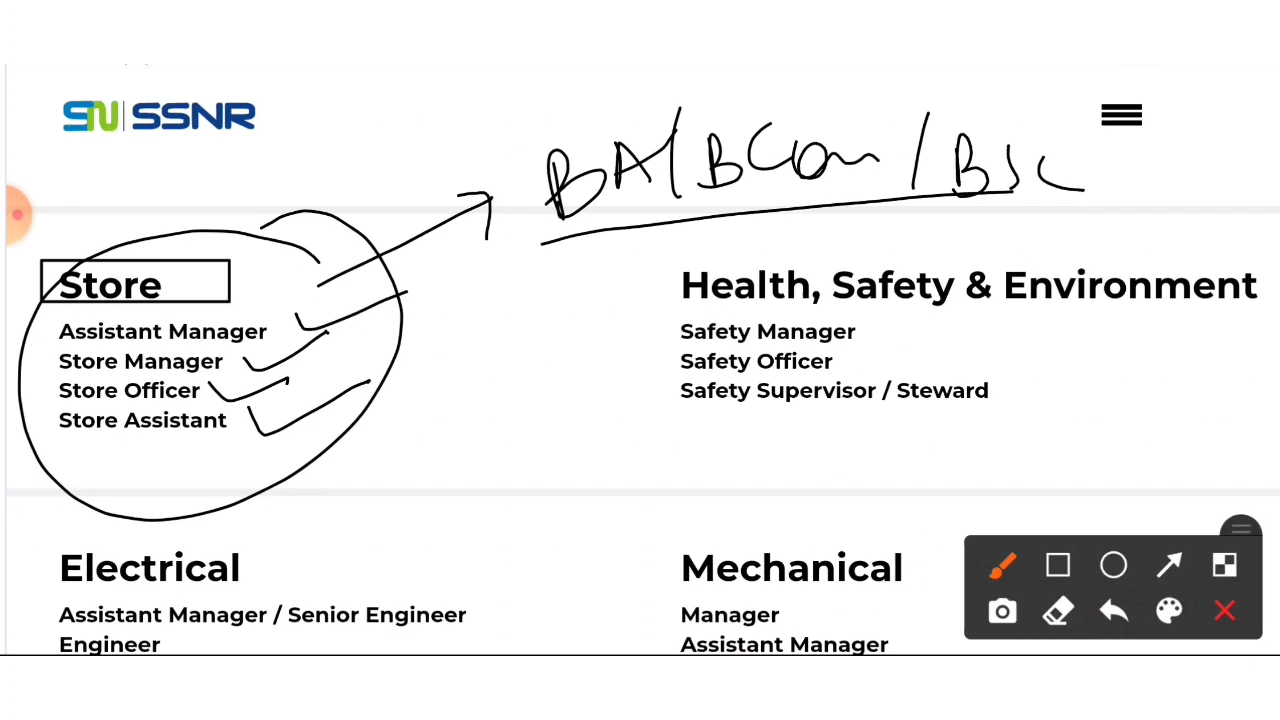 SN SSNR
BA/BCom/BSc
Store
Assistant Manager
Store Manager
Store Officer
Store Assistant
Health, Safety & Environment
Safety Manager
Safety Officer
Safety Supervisor / Steward
Electrical
Assistant Manager / Senior Engineer
Engineer
Mechanical
Manager
Assistant Manager